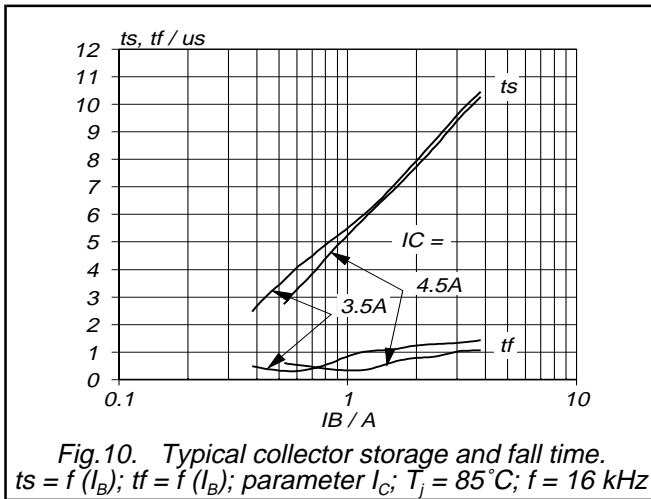 ts, tf / us
12
11
10
9
8
7
6
5
4
3
2
1
0
ts
IC =
4.5A
3.5A
tf
0.1 1 10
IB / A
Fig.10. Typical collector storage and fall time.
ts = f (IB); tf = f (IB); parameter IC; Tj = 85˚C; f = 16 kHz